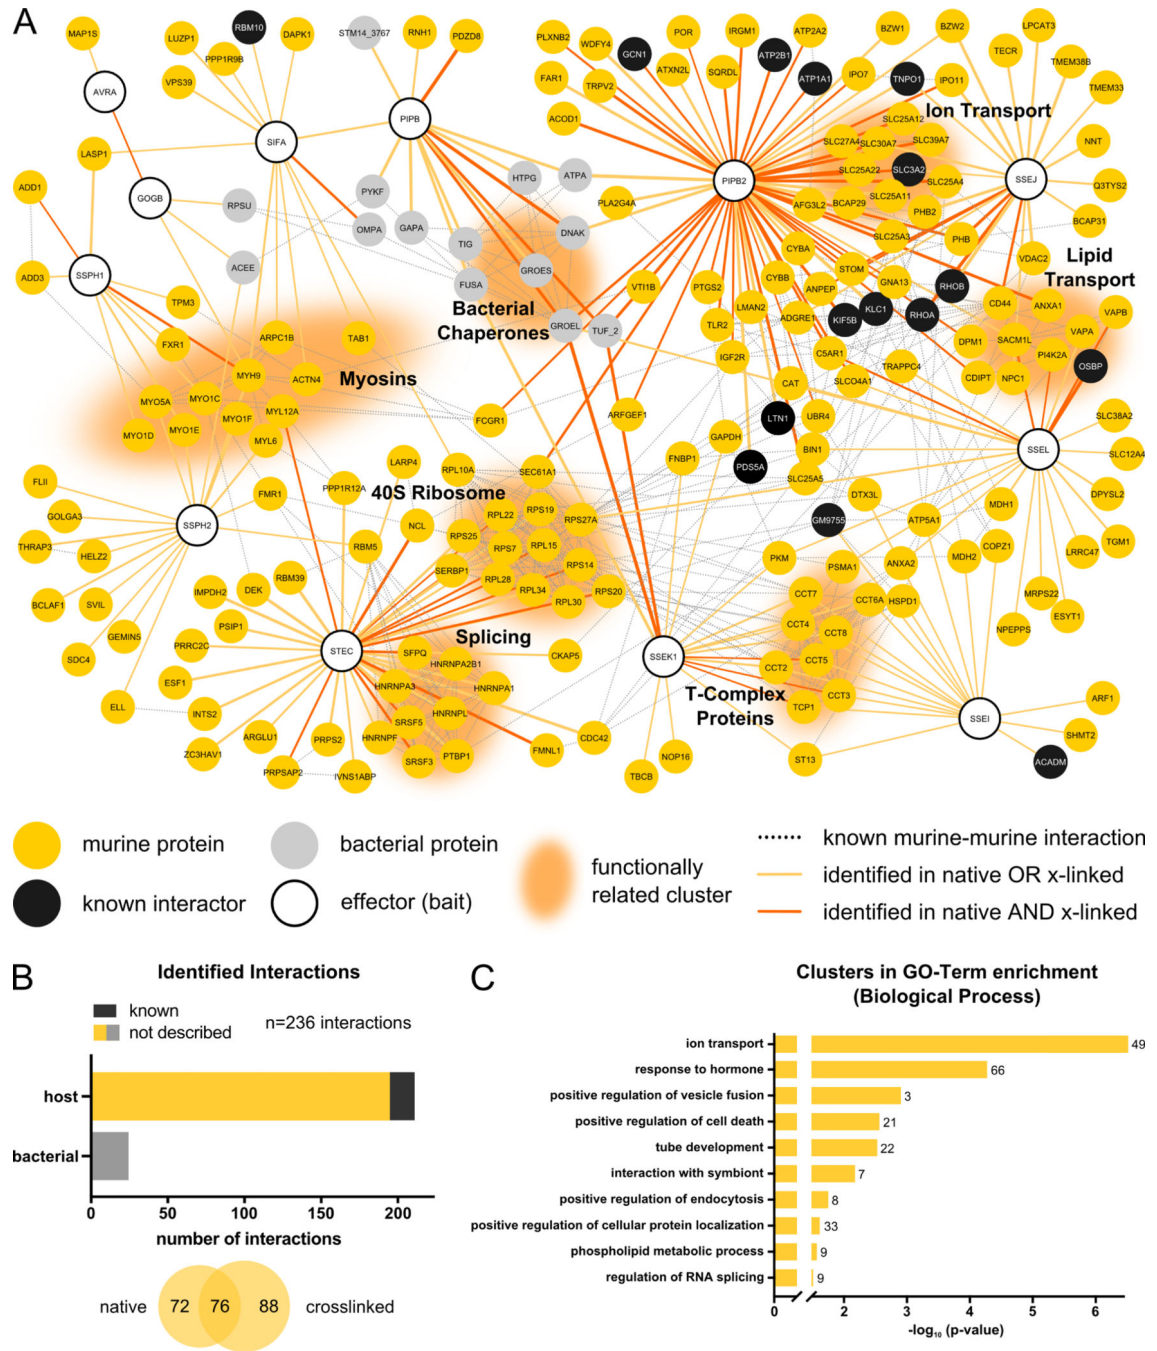 A
MAP1S
LUZP1
RBM10
DAPK1
STM14_3767
RNH1
PDZD8
PLXNB2
WDFY4
GCN1
POR
IRGM1
ATP2B1
ATP2A2
BZW1
BZW2
LPCAT3
PPP1R9B
VPS39
FAR1
TRPV2
ATXN2L
SQRDL
ATP1A1
IPO7
TNPO1
IPO11
TECR
TMEM38B
TMEM33
AVRA
PIPB
ACOD1
Ion Transport
SLC25A12
SIFA
SLC27A4
SLC30A7
SLC39A7
NNT
LASP1
HTPG
ATPA
PIPB2
SLC25A22
SLC3A2
SLC25A4
SSEJ
Q3TYS2
ADD1
GOGB
RPSU
PYKF
PLA2G4A
AFG3L2
BCAP29
SLC25A11
PHB2
BCAP31
OMPA
GAPA
TIG
DNAK
SLC25A3
PHB
CYBA
VDAC2
Lipid
Transport
ADD3
SSPH1
ACEE
FUSA
GROES
VTI1B
PTGS2
CYBB
STOM
ANPEP
GNA13
RHOB
CD44
ANXA1
TPM3
Bacterial
Chaperones
LMAN2
ADGRE1
KIF5B
KLC1
RHOA
VAPA
VAPB
FXR1
ARPC1B
TAB1
GROEL
TUF_2
TLR2
IGF2R
C5AR1
DPM1
SACM1L
PI4K2A
OSBP
MYH9
ACTN4
Myosins
CAT
SLCO4A1
TRAPPC4
CDIPT
NPC1
MYO5A
MYO1C
MYO1F
MYL12A
FCGR1
ARFGEF1
LTN1
UBR4
SLC38A2
MYO1D
MYO1E
MYL6
GAPDH
BIN1
SSEL
SLC12A4
LARP4
RPL10A
SEC61A1
FNBP1
PDS5A
SLC25A5
FLII
FMR1
PPP1R12A
40S Ribosome
DTX3L
MDH1
DPYSL2
GOLGA3
SSPH2
NCL
RPL22
RPS19
RPS27A
GM9755
ATP5A1
THRAP3
HELZ2
RBM5
RPS25
RPS7
RPL15
RPS14
PKM
PSMA1
ANXA2
MDH2
COPZ1
LRRC47
TGM1
RBM39
SERBP1
RPL28
RPL34
RPL30
RPS20
CCT7
CCT6A
HSPD1
MRPS22
ESYT1
BCLAF1
SVIL
IMPDH2
DEK
CCT4
CCT8
NPEPPS
GEMIN5
PSIP1
Splicing
SDC4
PRRC2C
STEC
SFPQ
HNRNPA2B1
CKAP5
SSEK1
CCT2
CCT5
ESF1
HNRNPA3
HNRNPA1
T-Complex
Proteins
CCT3
TCP1
ARF1
ELL
INTS2
SRSF5
HNRNPL
SSEI
ZC3HAV1
ARGLU1
PRPS2
HNRNPF
SRSF3
PTBP1
FMNL1
CDC42
SHMT2
PRPSAP2
IVNS1ABP
TBCB
NOP16
ST13
ACADM
murine protein
bacterial protein
known interactor
effector (bait)
functionally
related cluster
known murine-murine interaction
identified in native OR x-linked
identified in native AND x-linked
B
Identified Interactions
known
not described
n=236 interactions
host
bacterial
0 50 100 150 200
number of interactions
native 72 76 88 crosslinked
C
Clusters in GO-Term enrichment
(Biological Process)
ion transport 49
response to hormone 66
positive regulation of vesicle fusion 3
positive regulation of cell death 21
tube development 22
interaction with symbiont 7
positive regulation of endocytosis 8
positive regulation of cellular protein localization 33
phospholipid metabolic process 9
regulation of RNA splicing 9
0 2 3 4 5 6
-log₁₀ (p-value)